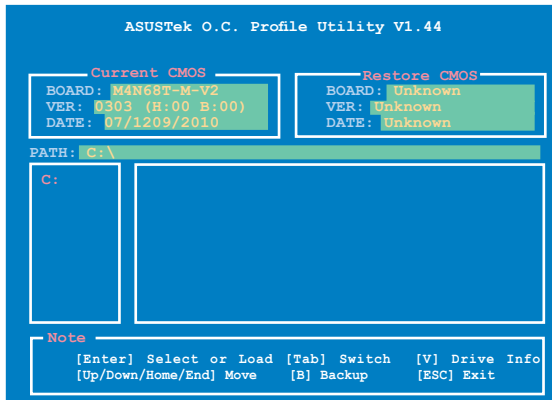 ASUSTek O.C. Profile Utility V1.44
Current CMOS
BOARD: M4N68T-M-V2
VER: 0303 (H:00 B:00)
DATE: 07/1209/2010
Restore CMOS
BOARD: Unknown
VER: Unknown
DATE: Unknown
PATH: C:\
C:
Note
[Enter] Select or Load [Tab] Switch [V] Drive Info
[Up/Down/Home/End] Move [B] Backup [ESC] Exit